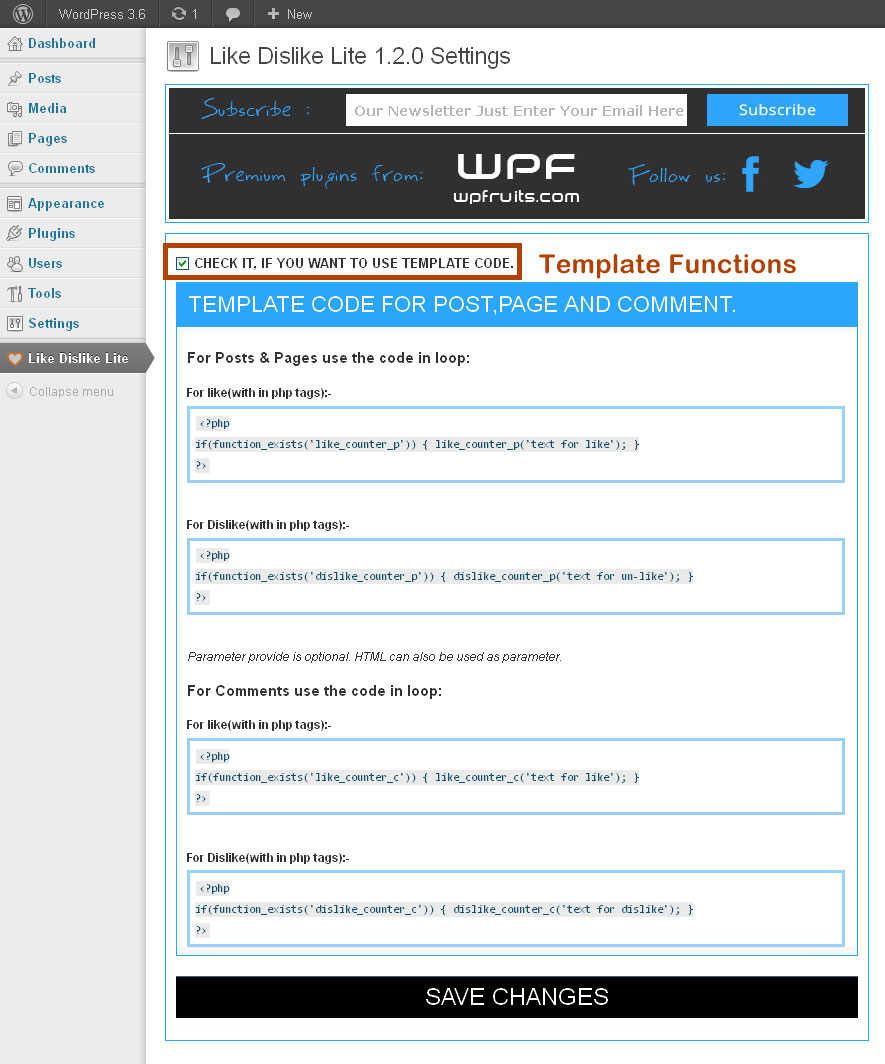 WordPress 3.6 1 + New
Dashboard
Posts
Media
Pages
Comments
Appearance
Plugins
Users
Tools
Settings
Like Dislike Lite
Collapse menu
Like Dislike Lite 1.2.0 Settings
Subscribe : Our Newsletter Just Enter Your Email Here Subscribe
Premium plugins from: WPF Follow us:
wpfruits.com
CHECK IT, IF YOU WANT TO USE TEMPLATE CODE. Template Functions
TEMPLATE CODE FOR POST,PAGE AND COMMENT.
For Posts & Pages use the code in loop:
For like(with in php tags):-
<?php
if(function_exists('like_counter_p')) { like_counter_p('text for like'); }
?>
For Dislike(with in php tags):-
<?php
if(function_exists('dislike_counter_p')) { dislike_counter_p('text for un-like'); }
?>
Parameter provide is optional. HTML can also be used as parameter.
For Comments use the code in loop:
For like(with in php tags):-
<?php
if(function_exists('like_counter_c')) { like_counter_c('text for like'); }
?>
For Dislike(with in php tags):-
<?php
if(function_exists('dislike_counter_c')) { dislike_counter_c('text for dislike'); }
?>
SAVE CHANGES